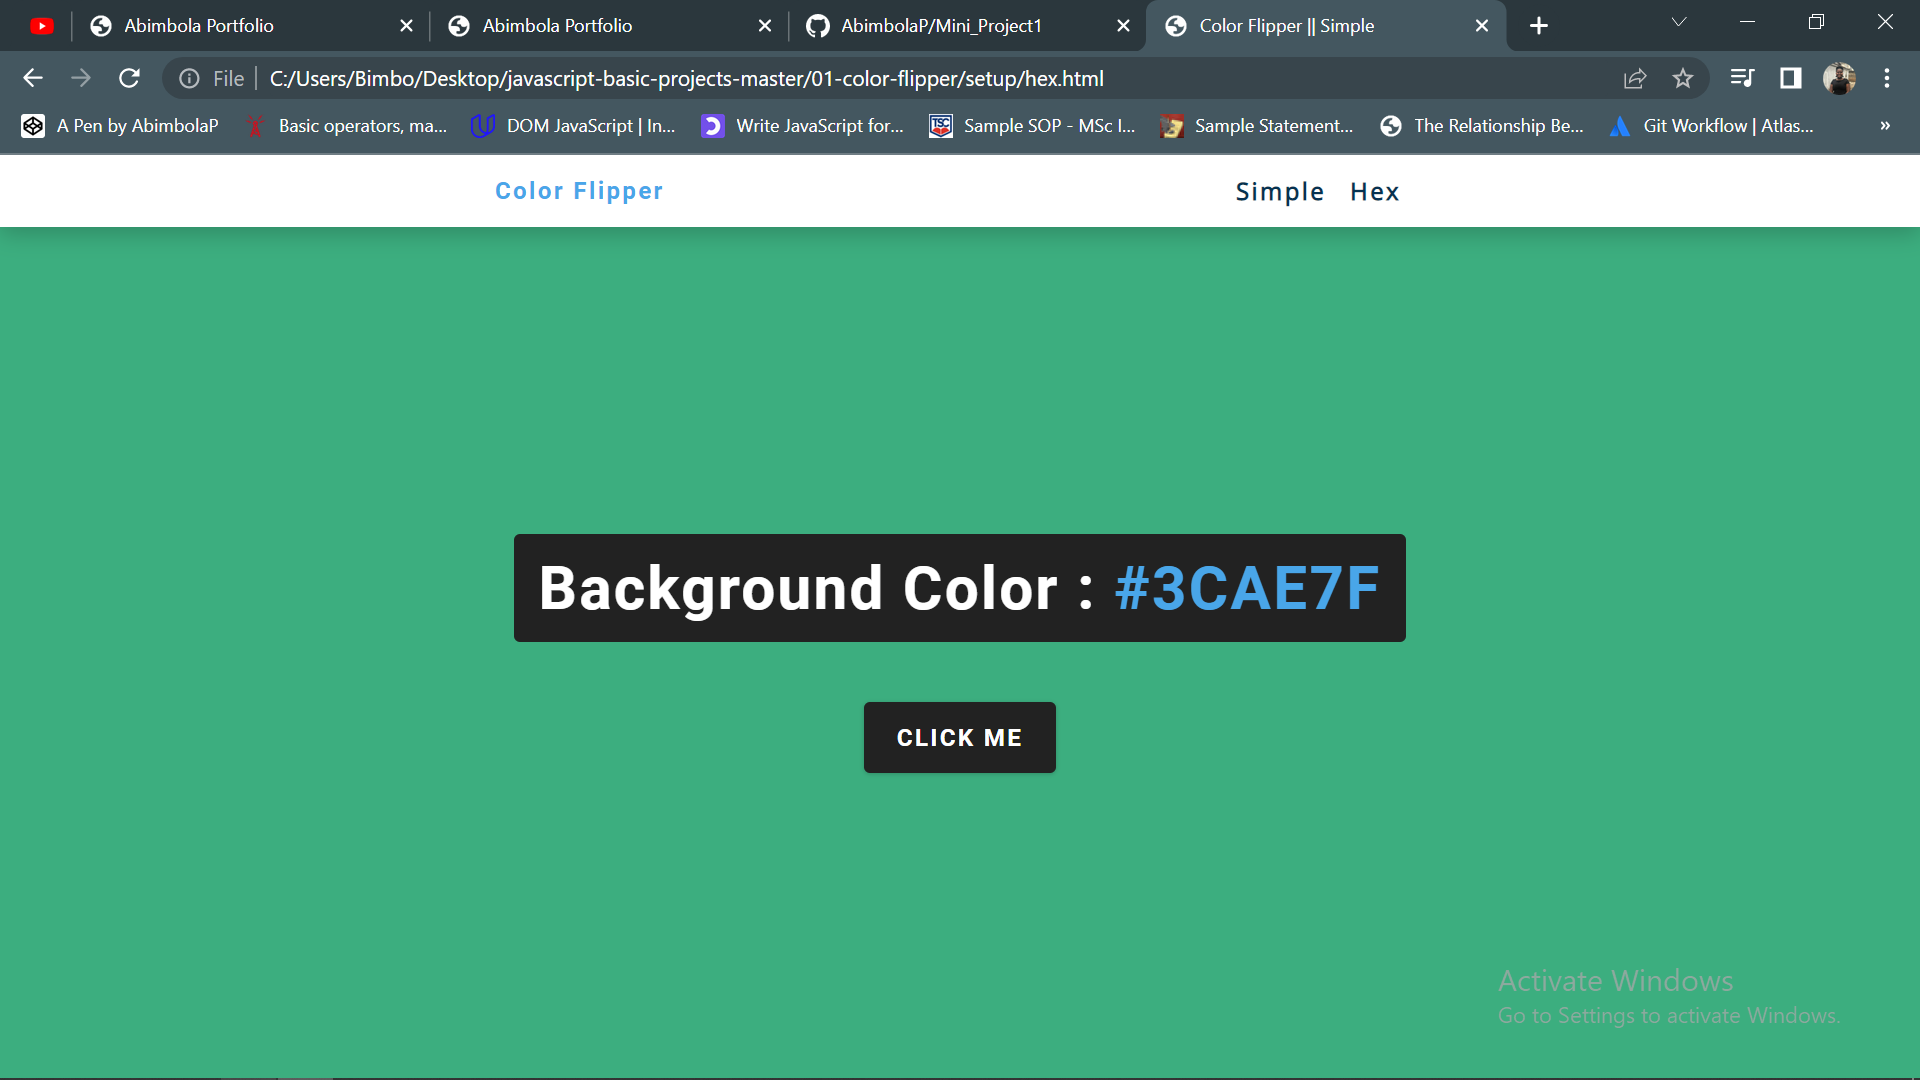 Abimbola Portfolio
Abimbola Portfolio
AbimbolaP/Mini_Project1
Color Flipper || Simple
File
C:/Users/Bimbo/Desktop/javascript-basic-projects-master/01-color-flipper/setup/hex.html
A Pen by AbimbolaP
Basic operators, ma...
DOM JavaScript | In...
Write JavaScript for...
TSC
Sample SOP - MSc I...
Sample Statement...
The Relationship Be...
Git Workflow | Atlas...
»
Color Flipper
Simple
Hex
Background Color : #3CAE7F
CLICK ME
Activate Windows
Go to Settings to activate Windows.